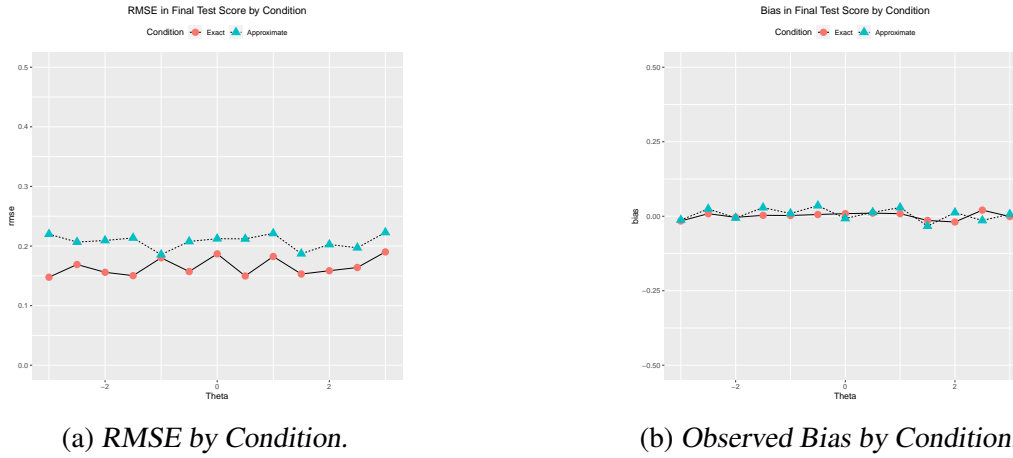 RMSE in Final Test Score by Condition
Condition Exact Approximate
0.5
0.4
0.3
0.2
0.1
0.0
rmse
−2 0 2
Theta
(a) RMSE by Condition.
Bias in Final Test Score by Condition
Condition Exact Approximate
0.50
0.25
0.00
−0.25
−0.50
bias
−2 0 2
Theta
(b) Observed Bias by Condition